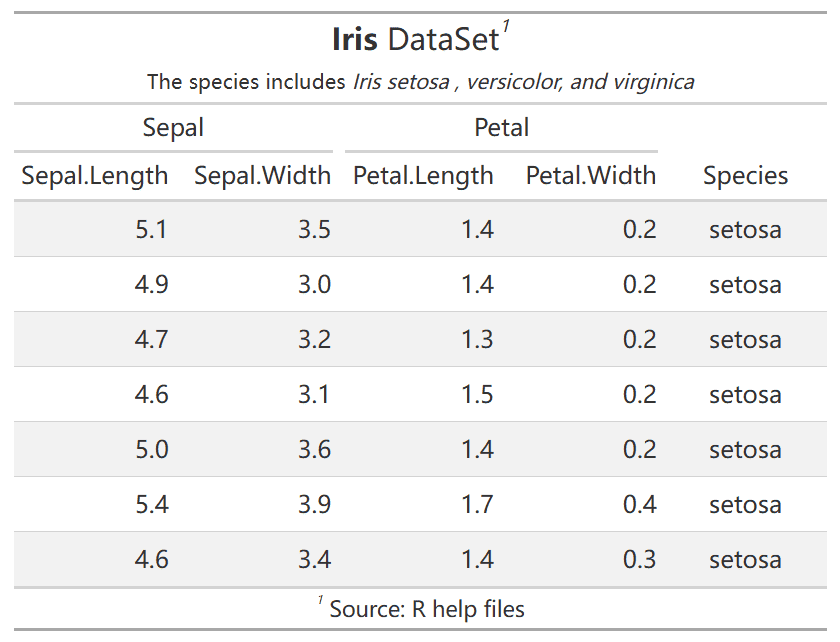 Iris DataSet1
The species includes Iris setosa , versicolor, and virginica
Sepal Petal
Sepal.Length Sepal.Width Petal.Length Petal.Width Species
5.1 3.5 1.4 0.2 setosa
4.9 3.0 1.4 0.2 setosa
4.7 3.2 1.3 0.2 setosa
4.6 3.1 1.5 0.2 setosa
5.0 3.6 1.4 0.2 setosa
5.4 3.9 1.7 0.4 setosa
4.6 3.4 1.4 0.3 setosa
1 Source: R help files